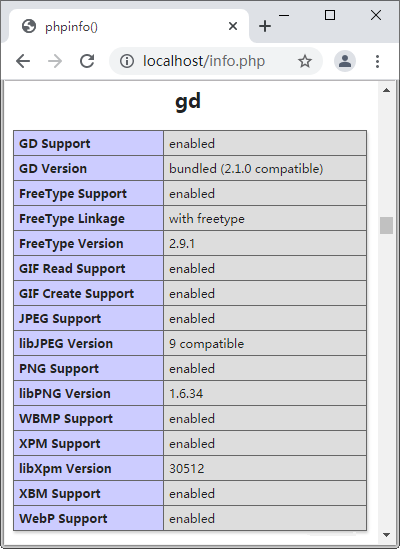 phpinfo()
localhost/info.php
gd
GD Support enabled
GD Version bundled (2.1.0 compatible)
FreeType Support enabled
FreeType Linkage with freetype
FreeType Version 2.9.1
GIF Read Support enabled
GIF Create Support enabled
JPEG Support enabled
libJPEG Version 9 compatible
PNG Support enabled
libPNG Version 1.6.34
WBMP Support enabled
XPM Support enabled
libXpm Version 30512
XBM Support enabled
WebP Support enabled